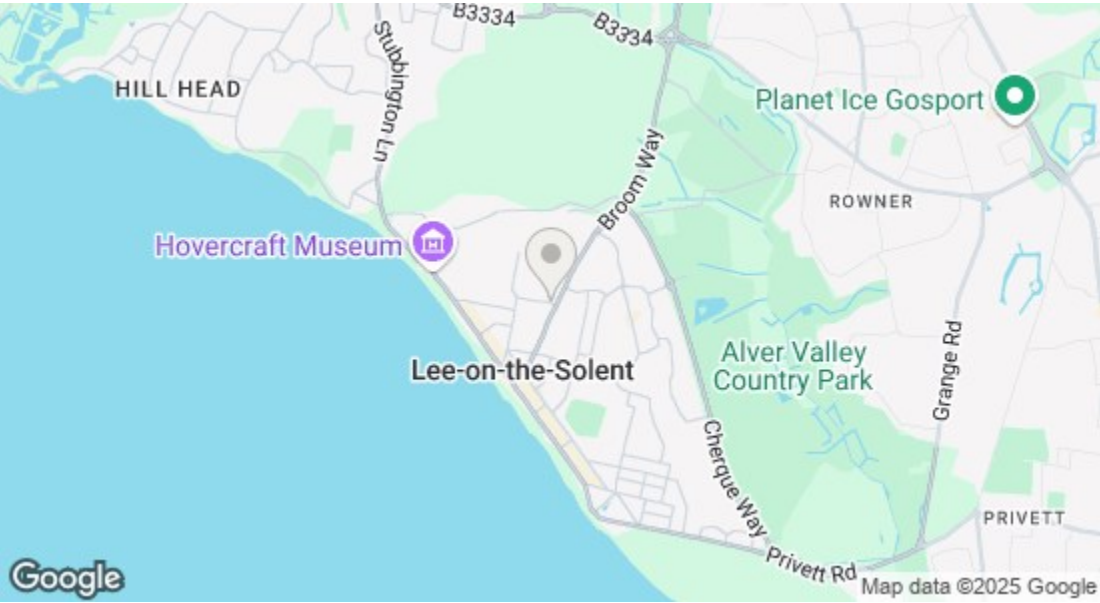 B3334
B3334
Stubbington Ln
HILL HEAD
Planet Ice Gosport
Broom Way
ROWNER
Hovercraft Museum
Alver Valley
Country Park
Lee-on-the-Solent
Grange Rd
Cherque Way
PRIVETT
Privett Rd
Google
Map data ©2025 Google